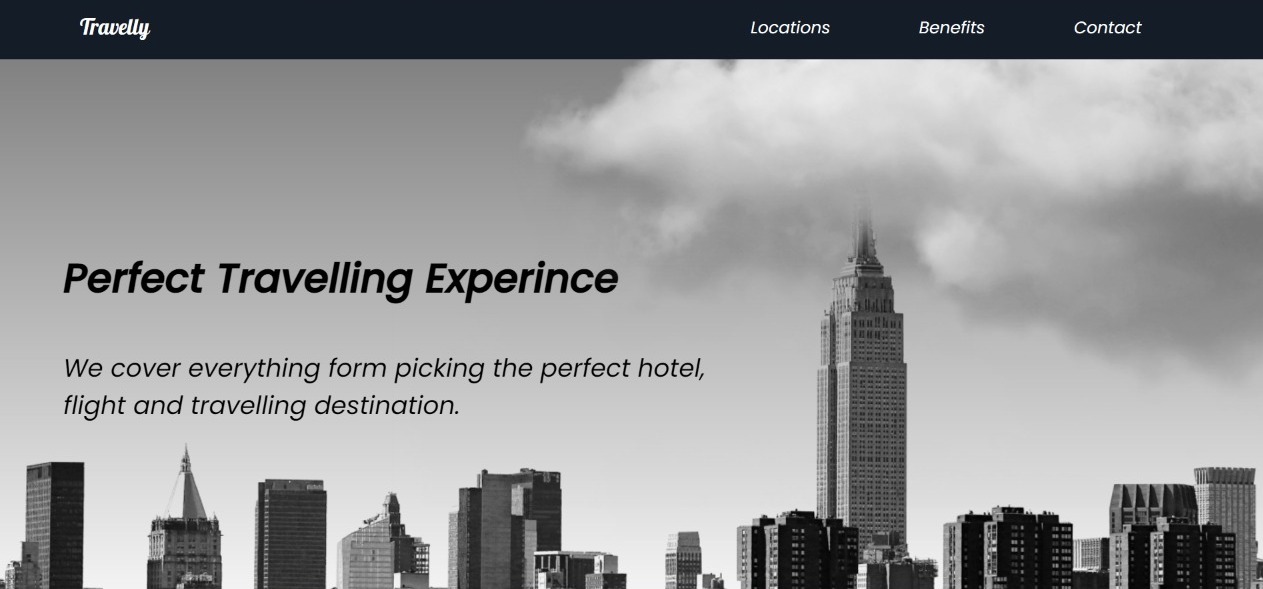 Travelly
Locations Benefits Contact
Perfect Travelling Experince
We cover everything form picking the perfect hotel,
flight and travelling destination.